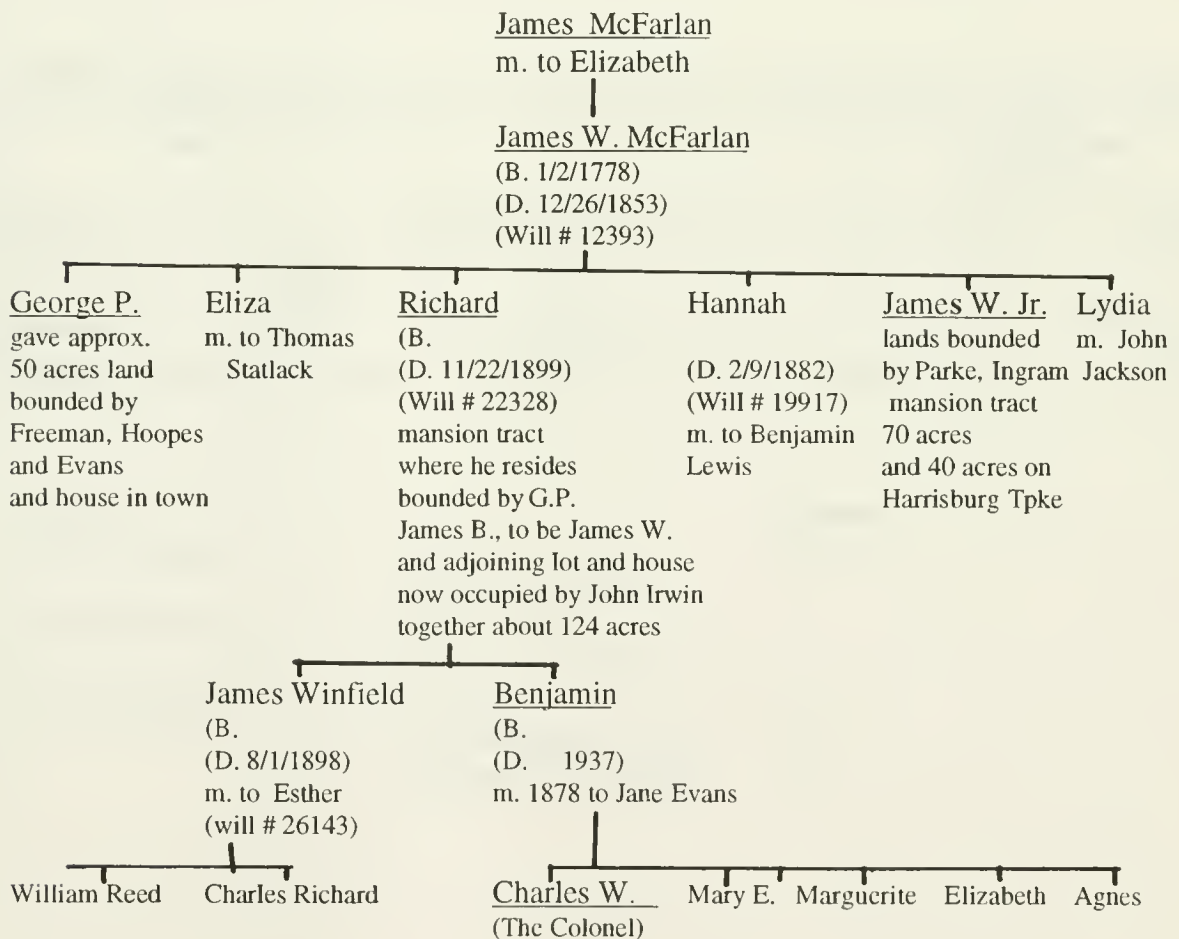 James McFarlan
m. to Elizabeth
James W. McFarlan
(B. 1/2/1778)
(D. 12/26/1853)
(Will # 12393)
George P.
gave approx.
50 acres land
bounded by
Freeman, Hoopes
and Evans
and house in town
Eliza
m. to Thomas
Statlack
Richard
(B.
(D. 11/22/1899)
(Will # 22328)
mansion tract
where he resides
bounded by G.P.
James B., to be James W.
and adjoining lot and house
now occupied by John Irwin
together about 124 acres
Hannah
(D. 2/9/1882)
(Will # 19917)
m. to Benjamin
Lewis
James W. Jr.
lands bounded
by Parke, Ingram
mansion tract
70 acres
and 40 acres on
Harrisburg Tpke
Lydia
m. John
Jackson
James Winfield
(B.
(D. 8/1/1898)
m. to Esther
(will # 26143)
Benjamin
(B.
(D. 1937)
m. 1878 to Jane Evans
William Reed
Charles Richard
Charles W.
(The Colonel)
Mary E.
Marguerite
Elizabeth
Agnes